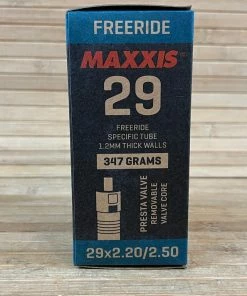 FREERIDE
MAXXIS
29
FREERIDE
SPECIFIC TUBE
1.2MM THICK WALLS
347 GRAMS
PRESTA VALVE
REMOVABLE
VALVE CORE
29x2.20/2.50